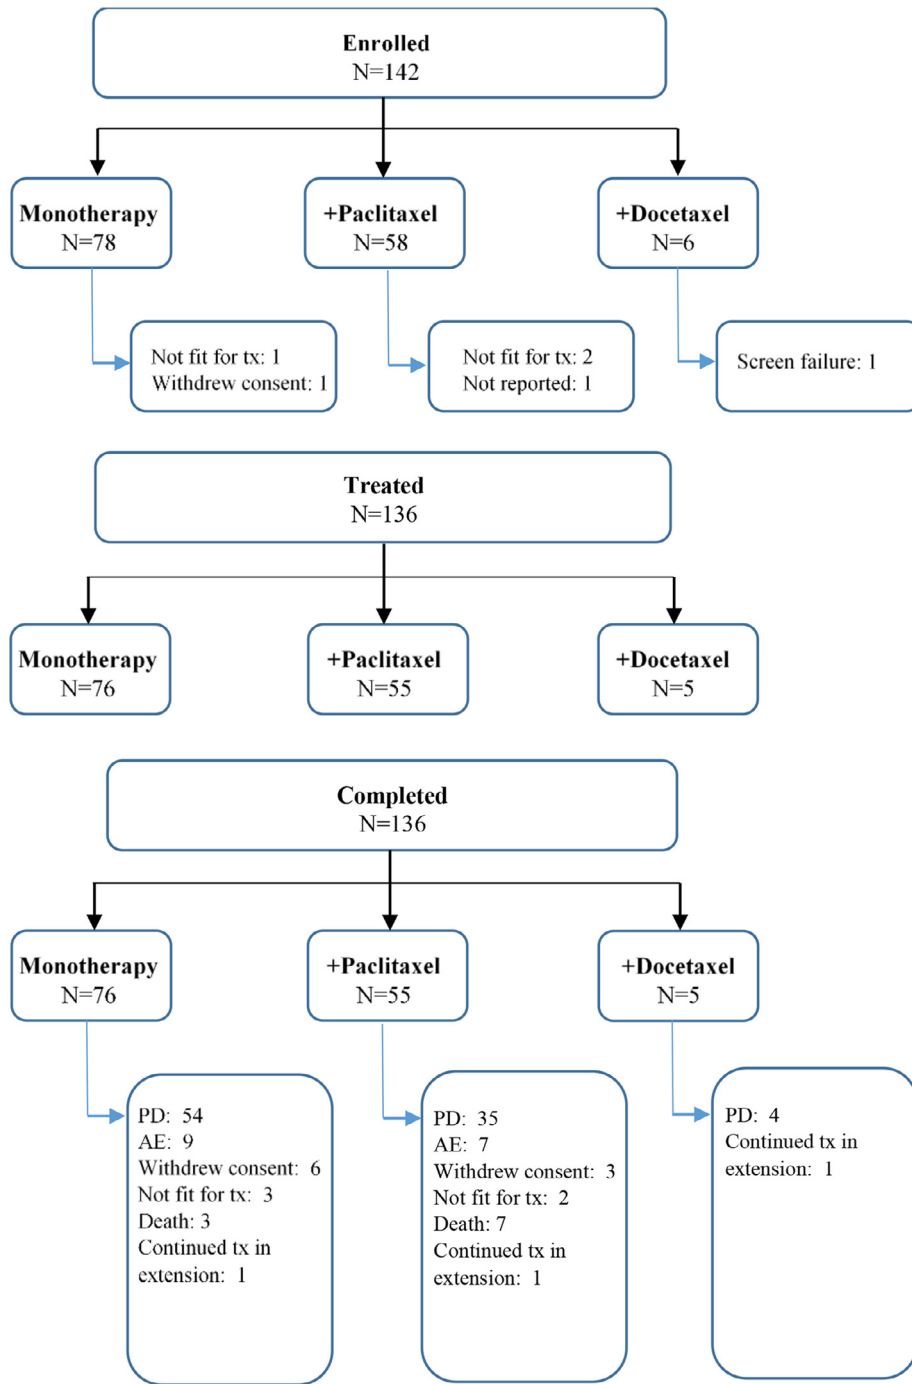 Enrolled
N=142
Monotherapy
N=78
+Paclitaxel
N=58
+Docetaxel
N=6
Not fit for tx: 1
Withdrew consent: 1
Not fit for tx: 2
Not reported: 1
Screen failure: 1
Treated
N=136
Monotherapy
N=76
+Paclitaxel
N=55
+Docetaxel
N=5
Completed
N=136
Monotherapy
N=76
+Paclitaxel
N=55
+Docetaxel
N=5
PD: 54
AE: 9
Withdrew consent: 6
Not fit for tx: 3
Death: 3
Continued tx in
extension: 1
PD: 35
AE: 7
Withdrew consent: 3
Not fit for tx: 2
Death: 7
Continued tx in
extension: 1
PD: 4
Continued tx in
extension: 1